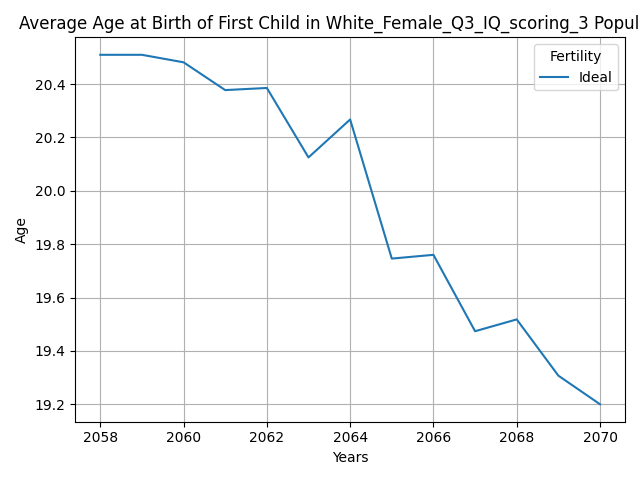 Average Age at Birth of First Child in White_Female_Q3_IQ_scoring_3 Popul
Fertility
Ideal
20.4
20.2
20.0
19.8
19.6
19.4
19.2
Age
2058 2060 2062 2064 2066 2068 2070
Years